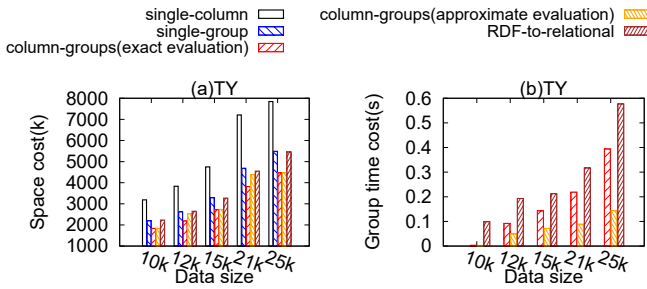 single-column
single-group
column-groups(exact evaluation)
column-groups(approximate evaluation)
RDF-to-relational
(a)TY
Space cost(k)
8000
7000
6000
5000
4000
3000
2000
1000
10k 12k 15k 21k 25k
Data size
(b)TY
Group time cost(s)
0.6
0.5
0.4
0.3
0.2
0.1
0
10k 12k 15k 21k 25k
Data size